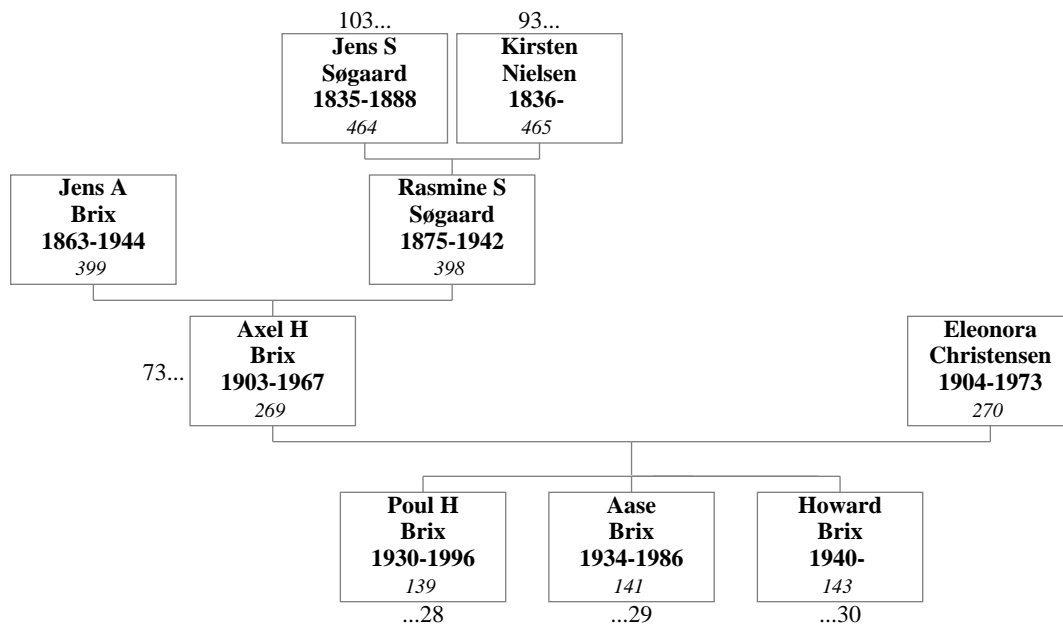 103...
93...
Jens S
Søgaard
1835-1888
464
Kirsten
Nielsen
1836-
465
Jens A
Brix
1863-1944
399
Rasmine S
Søgaard
1875-1942
398
73...
Axel H
Brix
1903-1967
269
Eleonora
Christensen
1904-1973
270
Poul H
Brix
1930-1996
139
...28
Aase
Brix
1934-1986
141
...29
Howard
Brix
1940-
143
...30